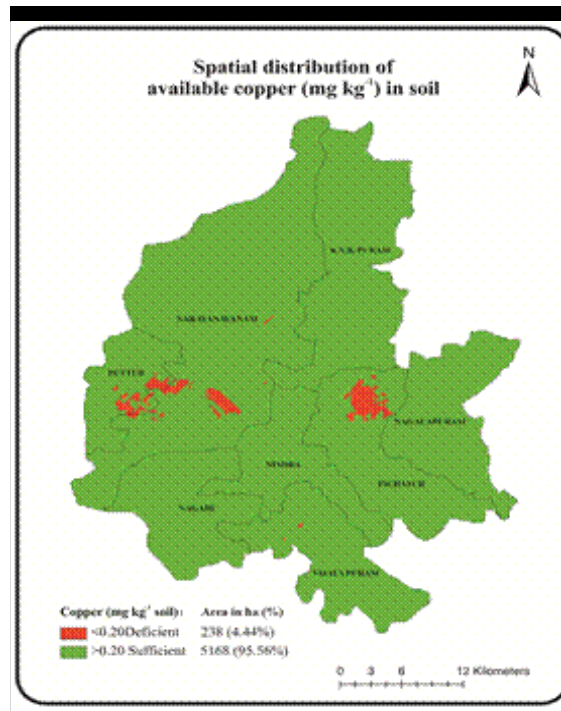 N
Spatial distribution of
available copper (mg kg⁻¹) in soil
K.V.B.PURAM
NARAYANAVANAM
PUTTUR
NAGALAPURAM
NINDRA
PICHATUR
NAGARI
VIJAYAPURAM
Copper (mg kg⁻¹ soil): Area in ha (%)
<0.20Deficient 238 (4.44%)
>0.20 Sufficient 5168 (95.56%)
0 3 6 12 Kilometers